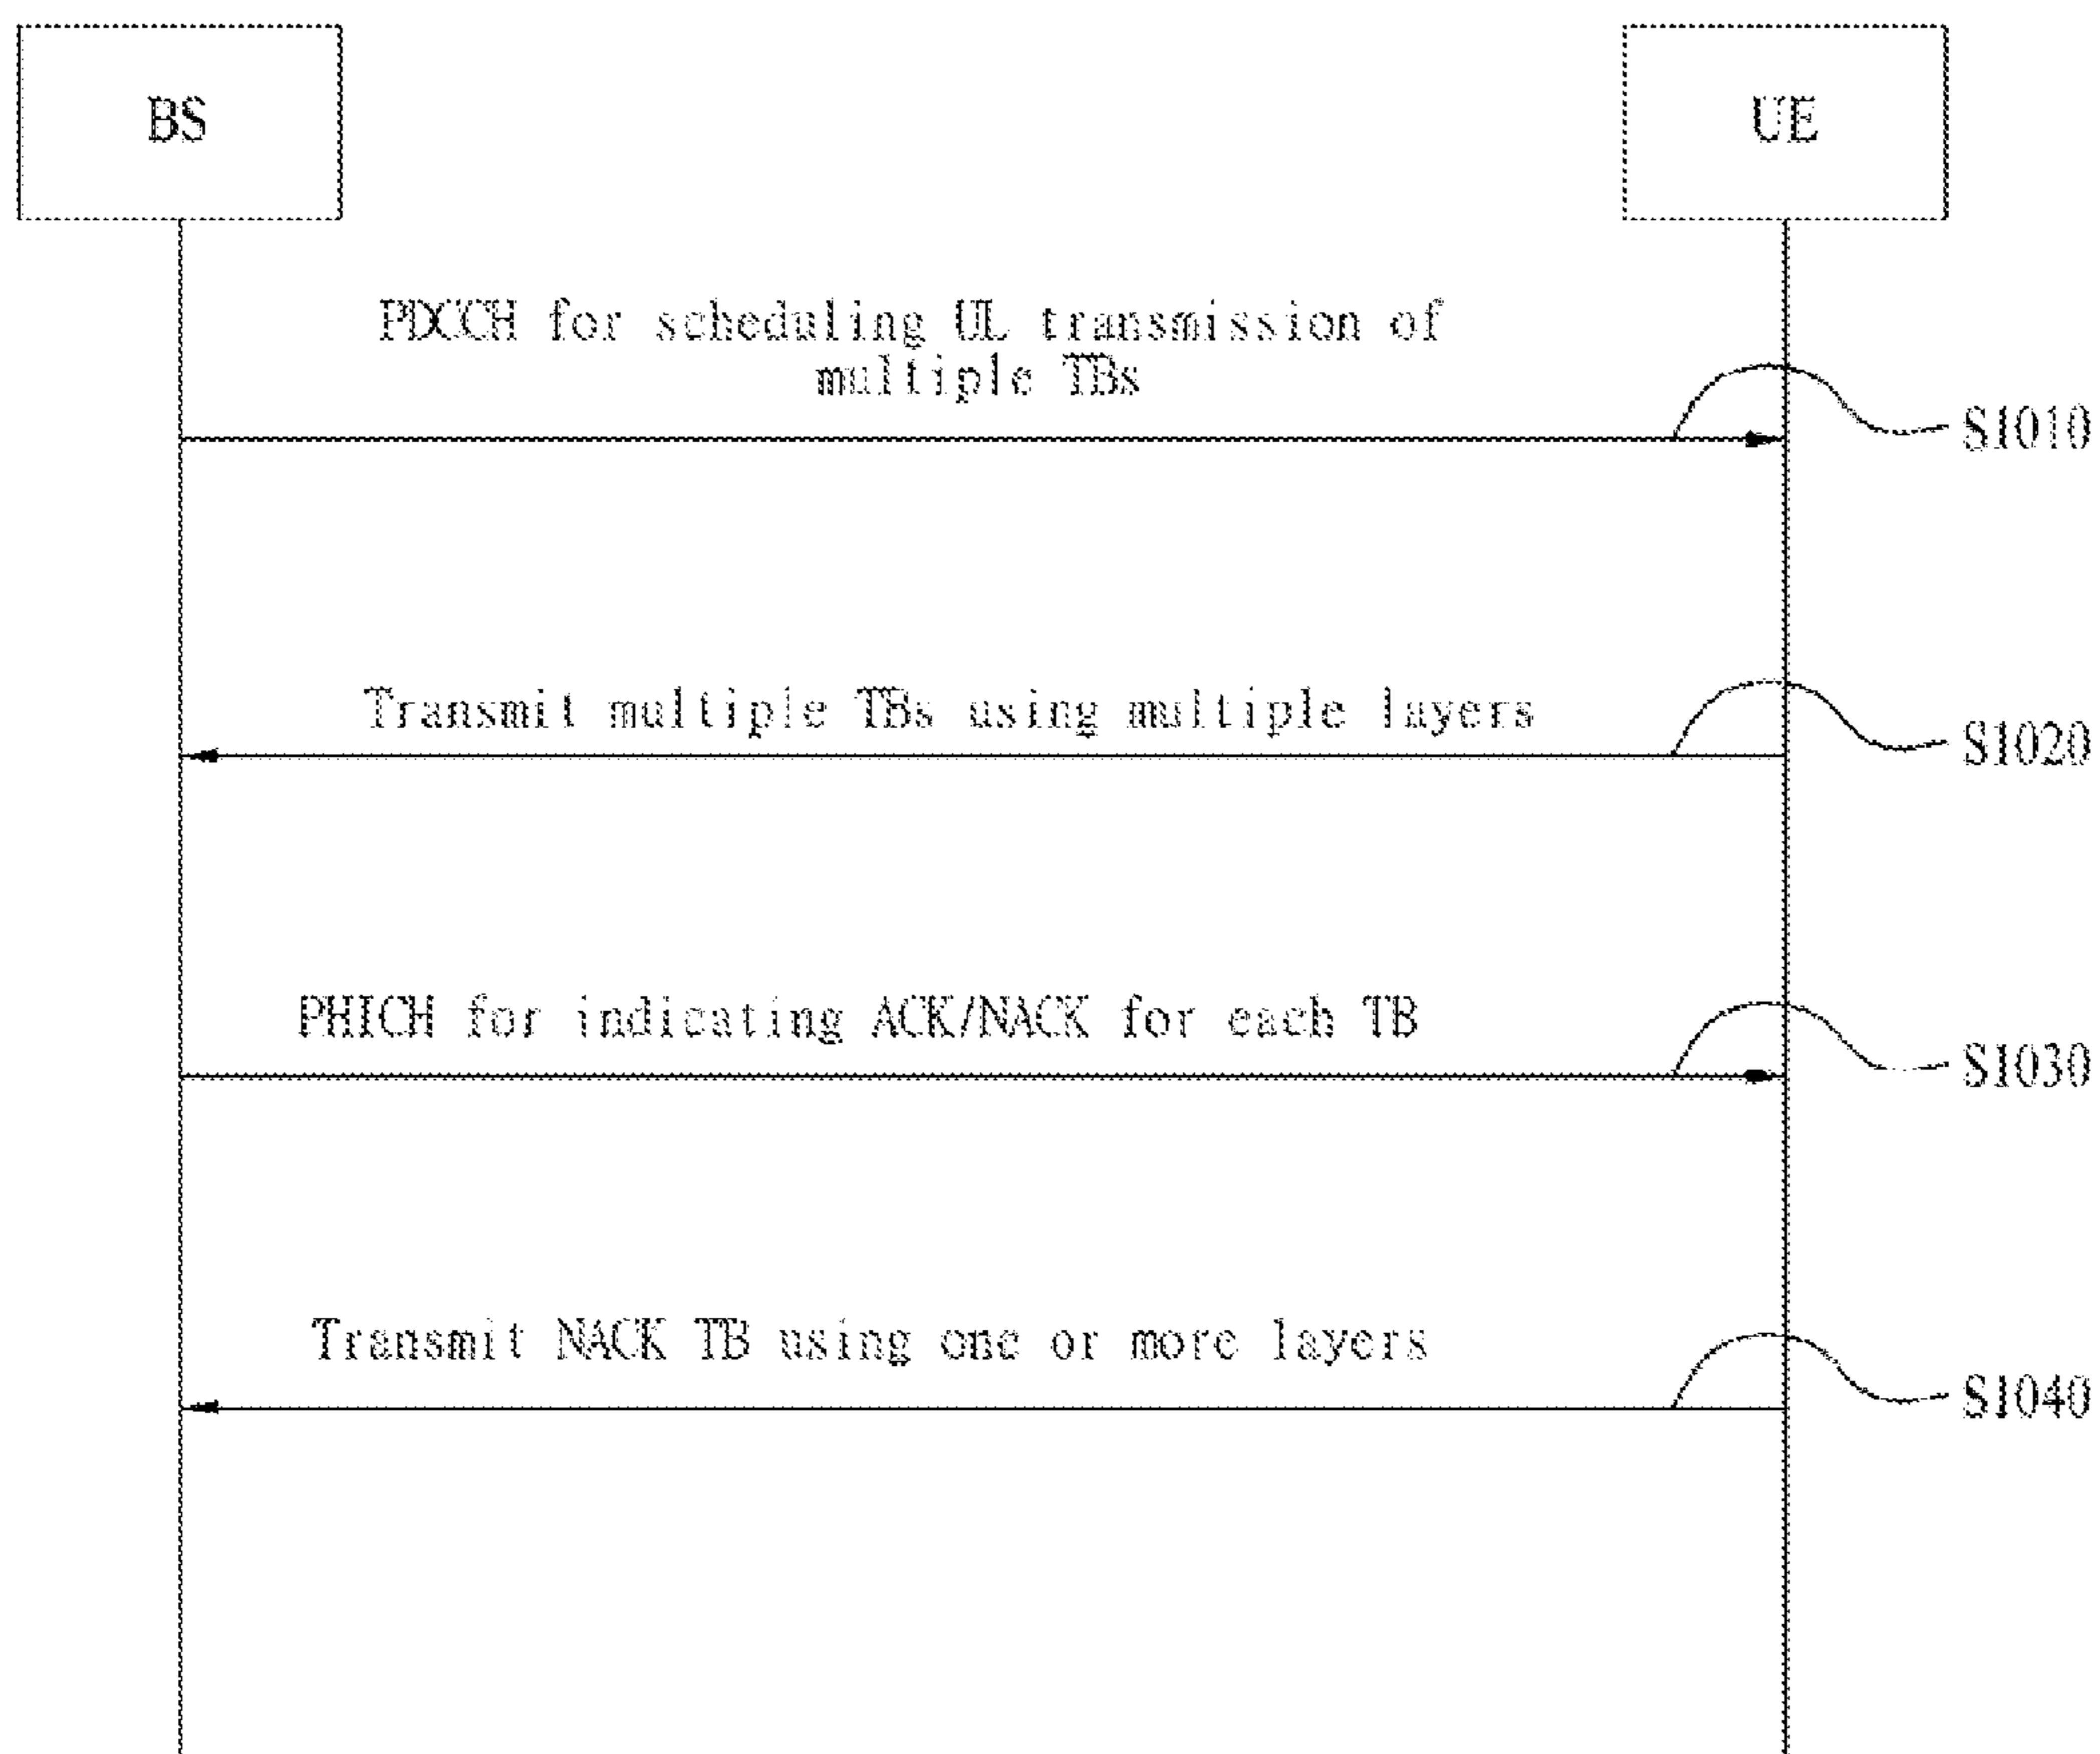 BS
UE
PDCCH for scheduling UL transmission of
multiple TBs
S1010
Transmit multiple TBs using multiple layers
S1020
PHICH for indicating ACK/NACK for each TB
S1030
Transmit NACK TB using one or more layers
S1040